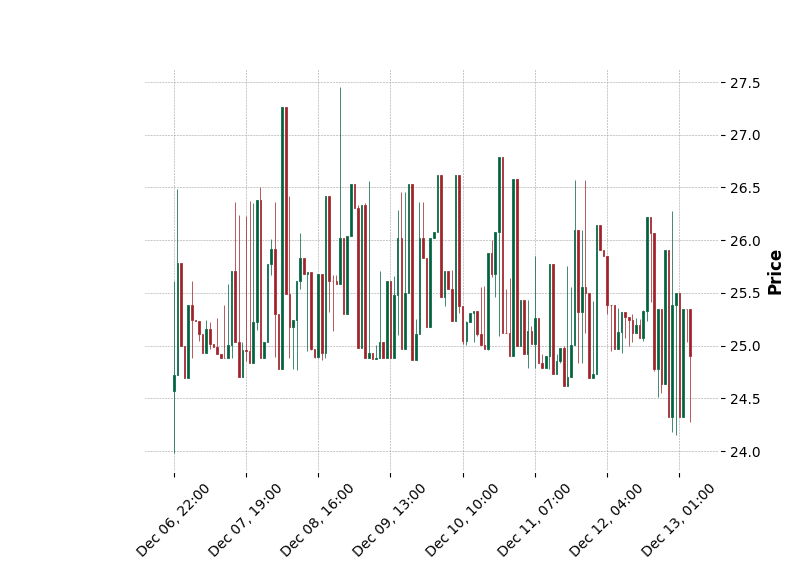 27.5
27.0
26.5
26.0
25.5
25.0
24.5
24.0
Price
Dec 06, 22:00
Dec 07, 19:00
Dec 08, 16:00
Dec 09, 13:00
Dec 10, 10:00
Dec 11, 07:00
Dec 12, 04:00
Dec 13, 01:00